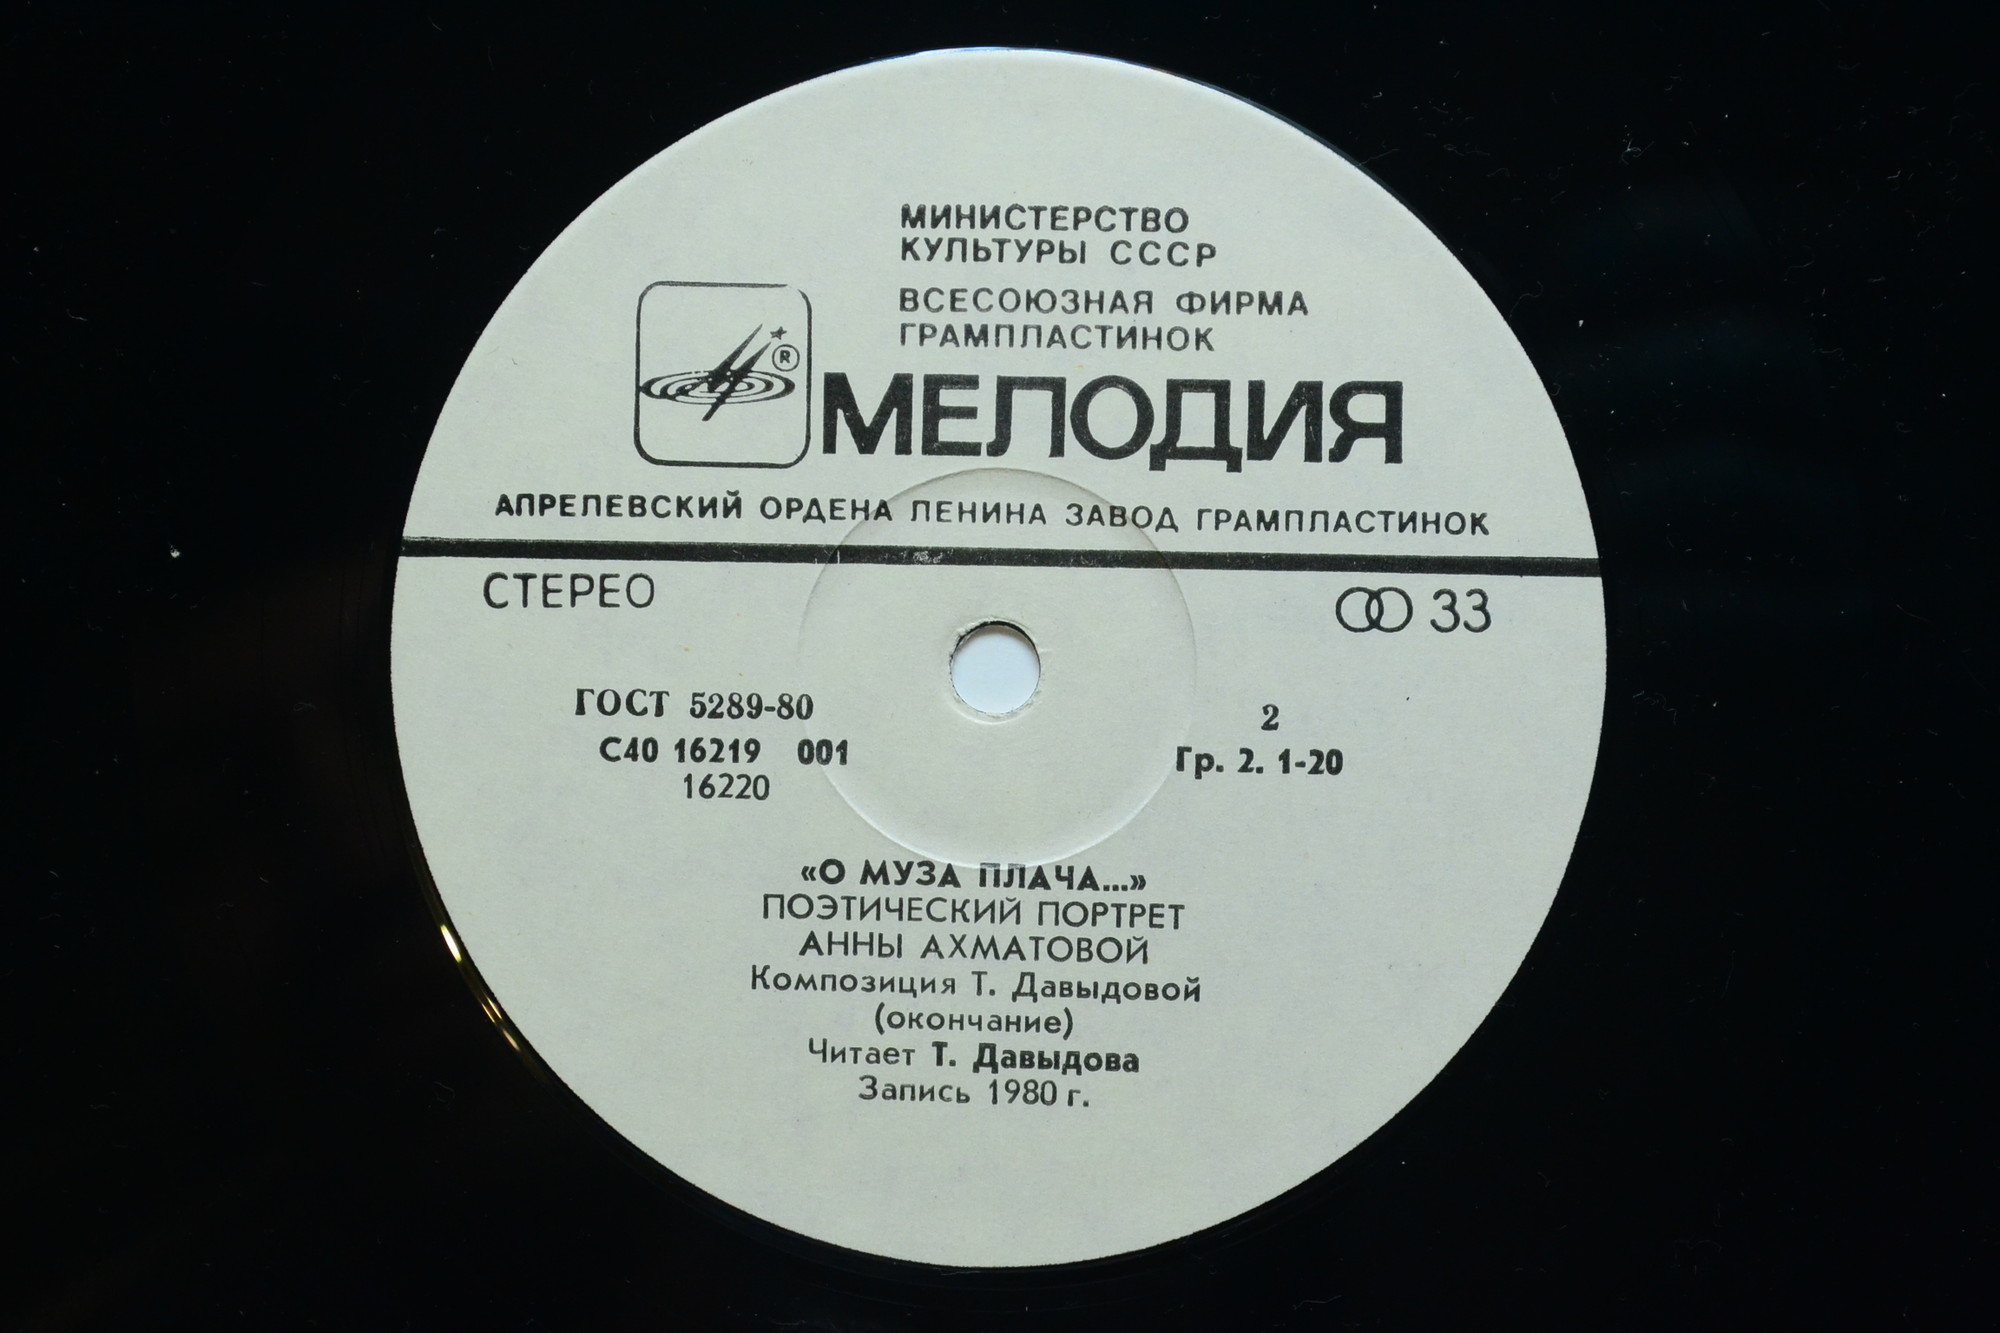 МИНИСТЕРСТВО
КУЛЬТУРЫ СССР
ВСЕСОЮЗНАЯ ФИРМА
ГРАМПЛАСТИНОК
®
МЕЛОДИЯ
АПРЕЛЕВСКИЙ ОРДЕНА ЛЕНИНА ЗАВОД ГРАМПЛАСТИНОК
СТЕРЕО
33
ГОСТ 5289-80
С40 16219 001
16220
2
Гр. 2. 1-20
«О МУЗА ПЛАЧА...»
ПОЭТИЧЕСКИЙ ПОРТРЕТ
АННЫ АХМАТОВОЙ
Композиция Т. Давыдовой
(окончание)
Читает Т. Давыдова
Запись 1980 г.